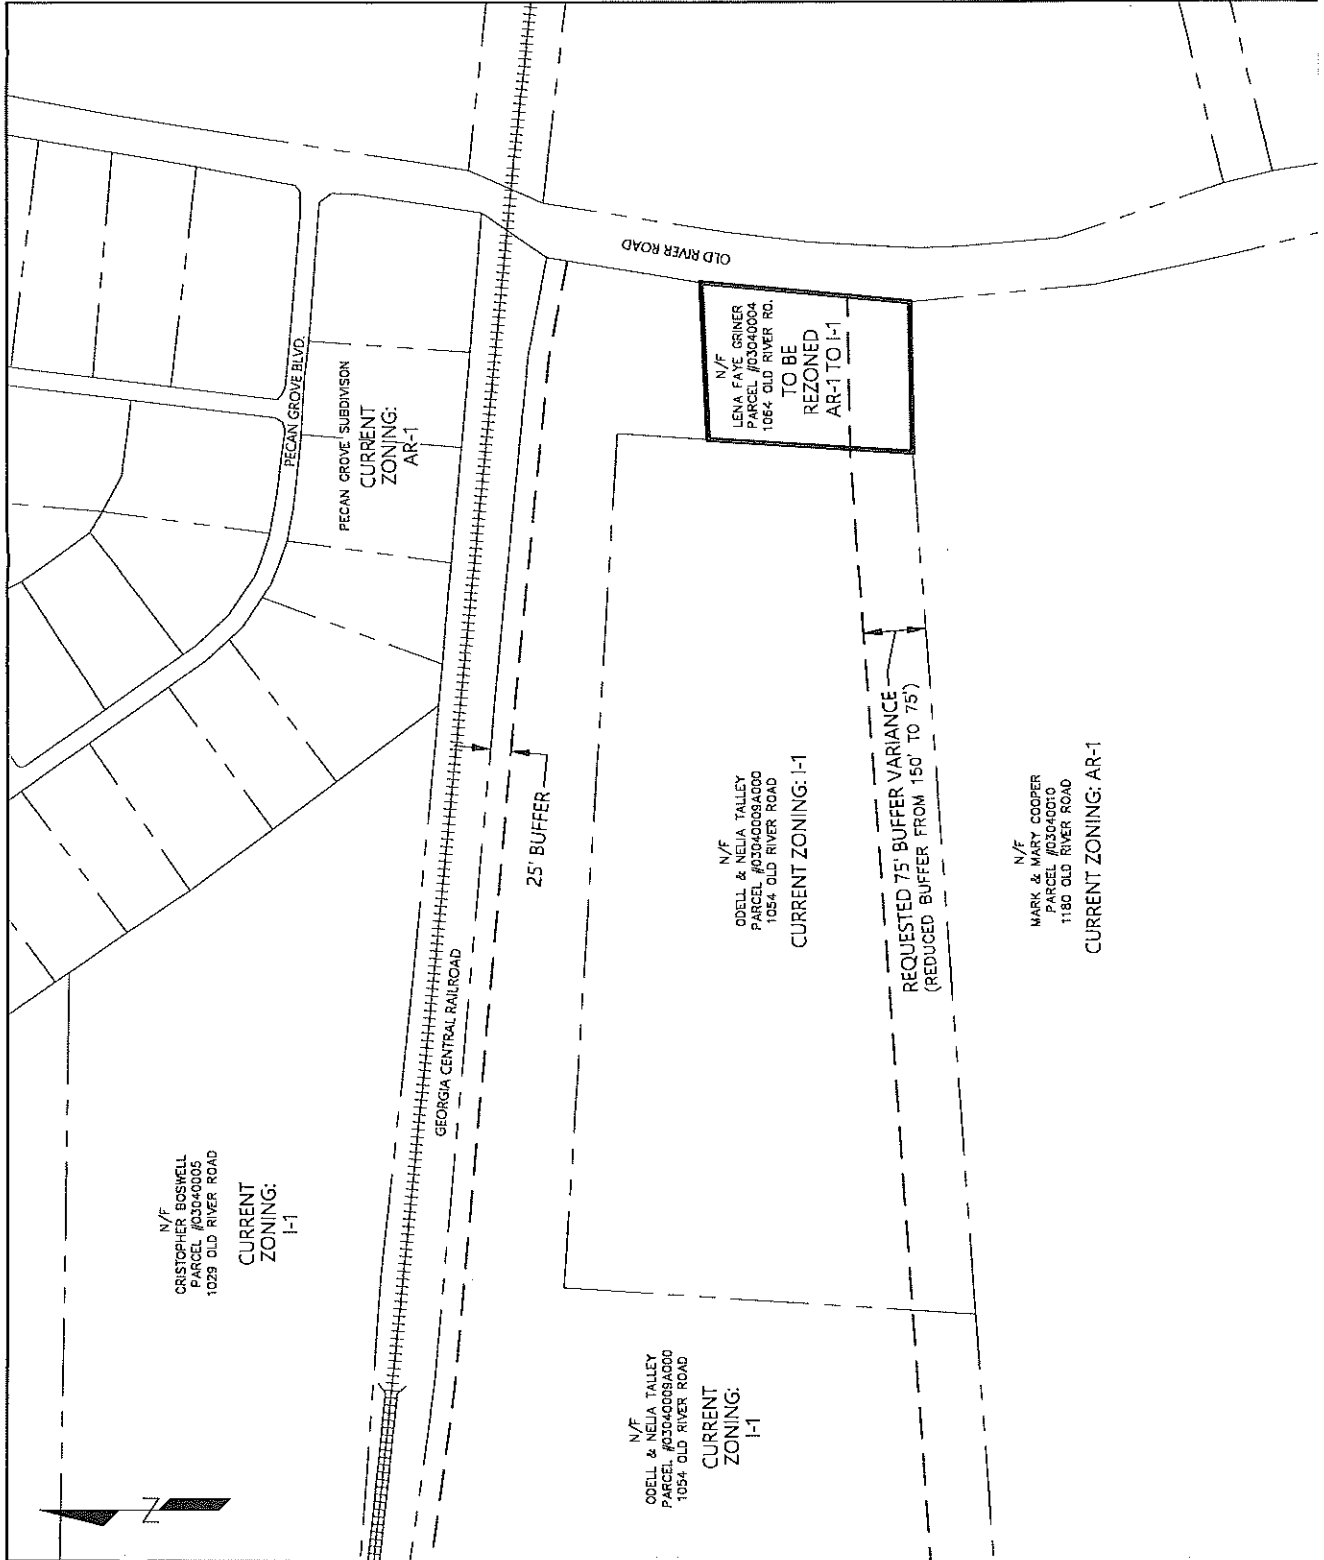 OLD RIVER ROAD
PECAN GROVE BLVD.
PECAN GROVE SUBDIVISON
CURRENT
ZONING:
AR-1
N/F
LENA FAYE GRINER
PARCEL #03040004
1064 OLD RIVER RD.
TO BE
REZONED
AR-1 TO I-1
25' BUFFER
GEORGIA CENTRAL RAILROAD
N/F
ODELL & NELIA TALLEY
PARCEL #03040009A000
1054 OLD RIVER ROAD
CURRENT ZONING: I-1
REQUESTED 75' BUFFER VARIANCE
(REDUCED BUFFER FROM 150' TO 75')
N/F
MARK & MARY COOPER
PARCEL #03040010
1180 OLD RIVER ROAD
CURRENT ZONING: AR-1
N/F
CRISTOPHER BOSWELL
PARCEL #03040005
1029 OLD RIVER ROAD
CURRENT
ZONING:
I-1
N/F
ODELL & NELIA TALLEY
PARCEL #03040009A000
1054 OLD RIVER ROAD
CURRENT
ZONING:
I-1
N